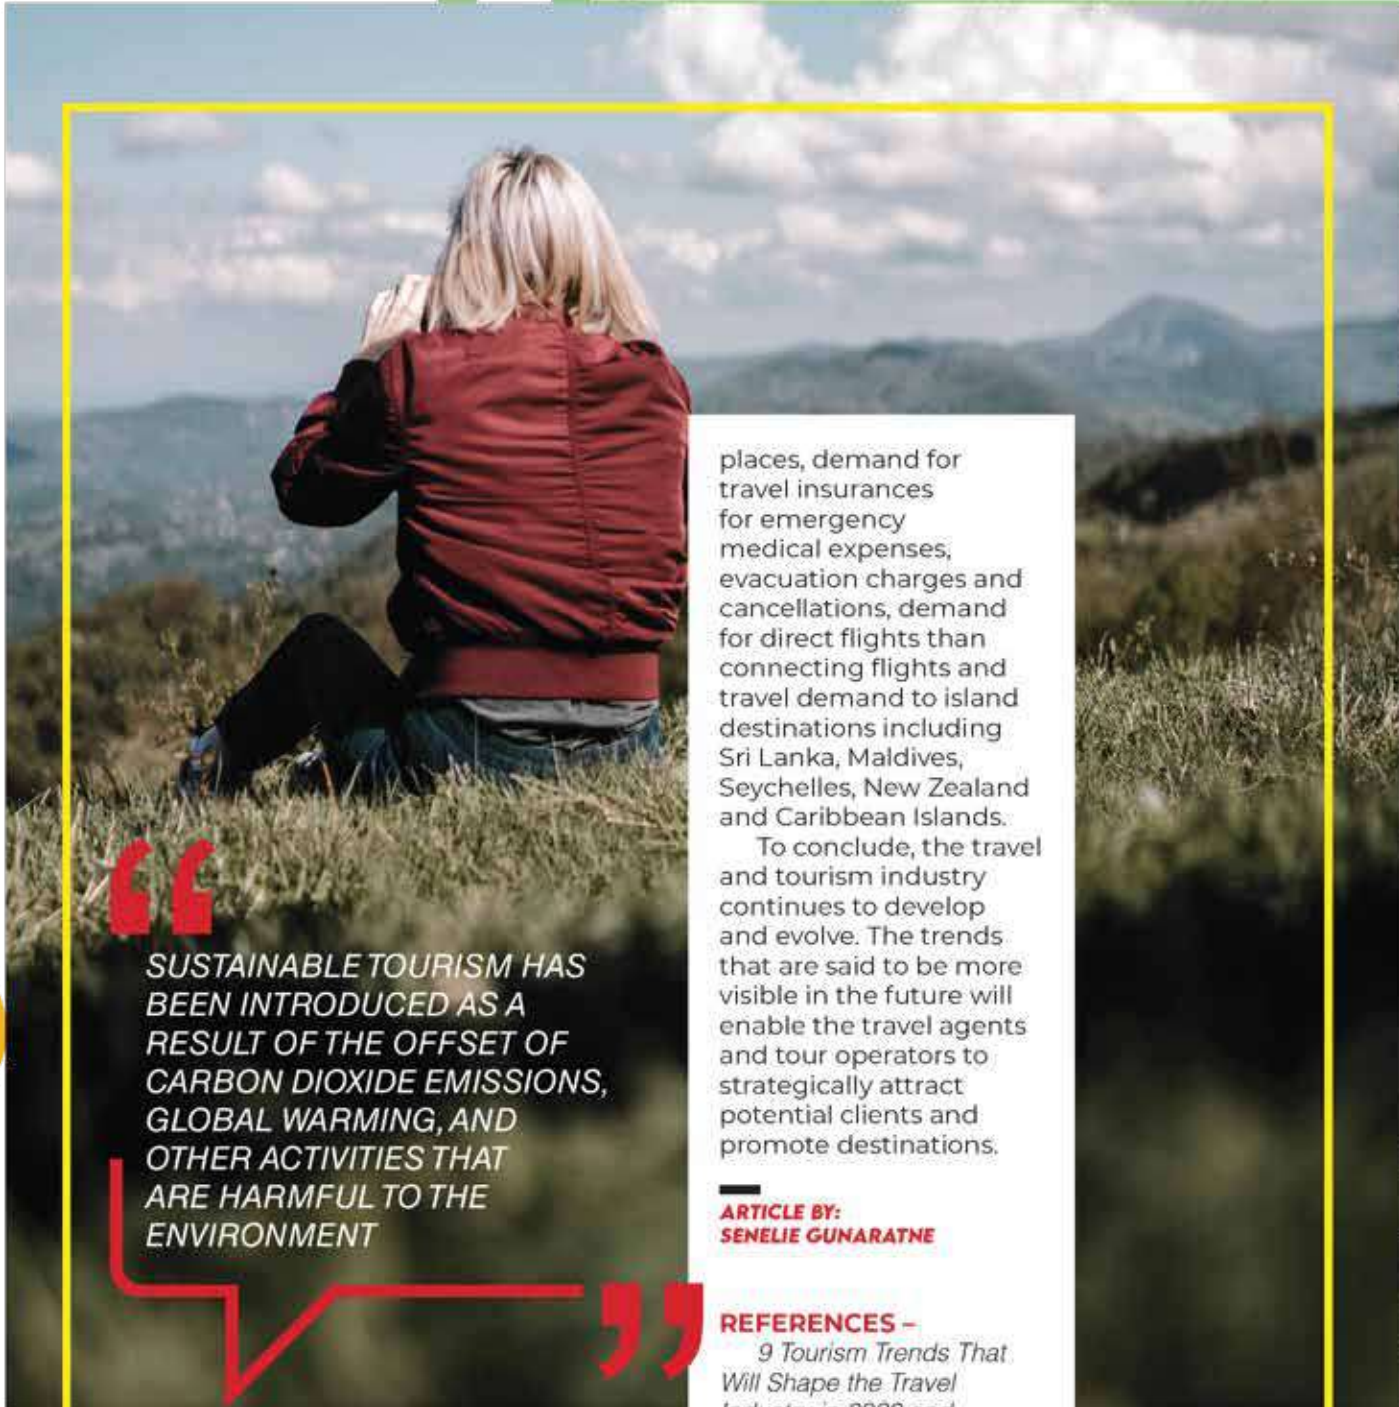 places, demand for
travel insurances
for emergency
medical expenses,
evacuation charges and
cancellations, demand
for direct flights than
connecting flights and
travel demand to island
destinations including
Sri Lanka, Maldives,
Seychelles, New Zealand
and Caribbean Islands.
To conclude, the travel
and tourism industry
continues to develop
and evolve. The trends
that are said to be more
visible in the future will
enable the travel agents
and tour operators to
strategically attract
potential clients and
promote destinations.
ARTICLE BY:
SENELIE GUNARATNE
REFERENCES –
9 Tourism Trends That
Will Shape the Travel
“
SUSTAINABLE TOURISM HAS
BEEN INTRODUCED AS A
RESULT OF THE OFFSET OF
CARBON DIOXIDE EMISSIONS,
GLOBAL WARMING, AND
OTHER ACTIVITIES THAT
ARE HARMFUL TO THE
ENVIRONMENT
”